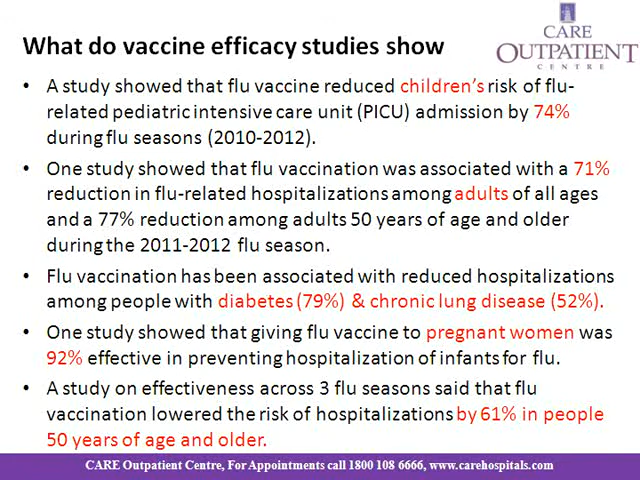 What do vaccine efficacy studies show
CARE
OUTPATIENT
CENTRE
• A study showed that flu vaccine reduced children's risk of flu-
related pediatric intensive care unit (PICU) admission by 74%
during flu seasons (2010-2012).
• One study showed that flu vaccination was associated with a 71%
reduction in flu-related hospitalizations among adults of all ages
and a 77% reduction among adults 50 years of age and older
during the 2011-2012 flu season.
• Flu vaccination has been associated with reduced hospitalizations
among people with diabetes (79%) & chronic lung disease (52%).
• One study showed that giving flu vaccine to pregnant women was
92% effective in preventing hospitalization of infants for flu.
• A study on effectiveness across 3 flu seasons said that flu
vaccination lowered the risk of hospitalizations by 61% in people
50 years of age and older.
CARE Outpatient Centre, For Appointments call 1800 108 6666, www.carehospitals.com